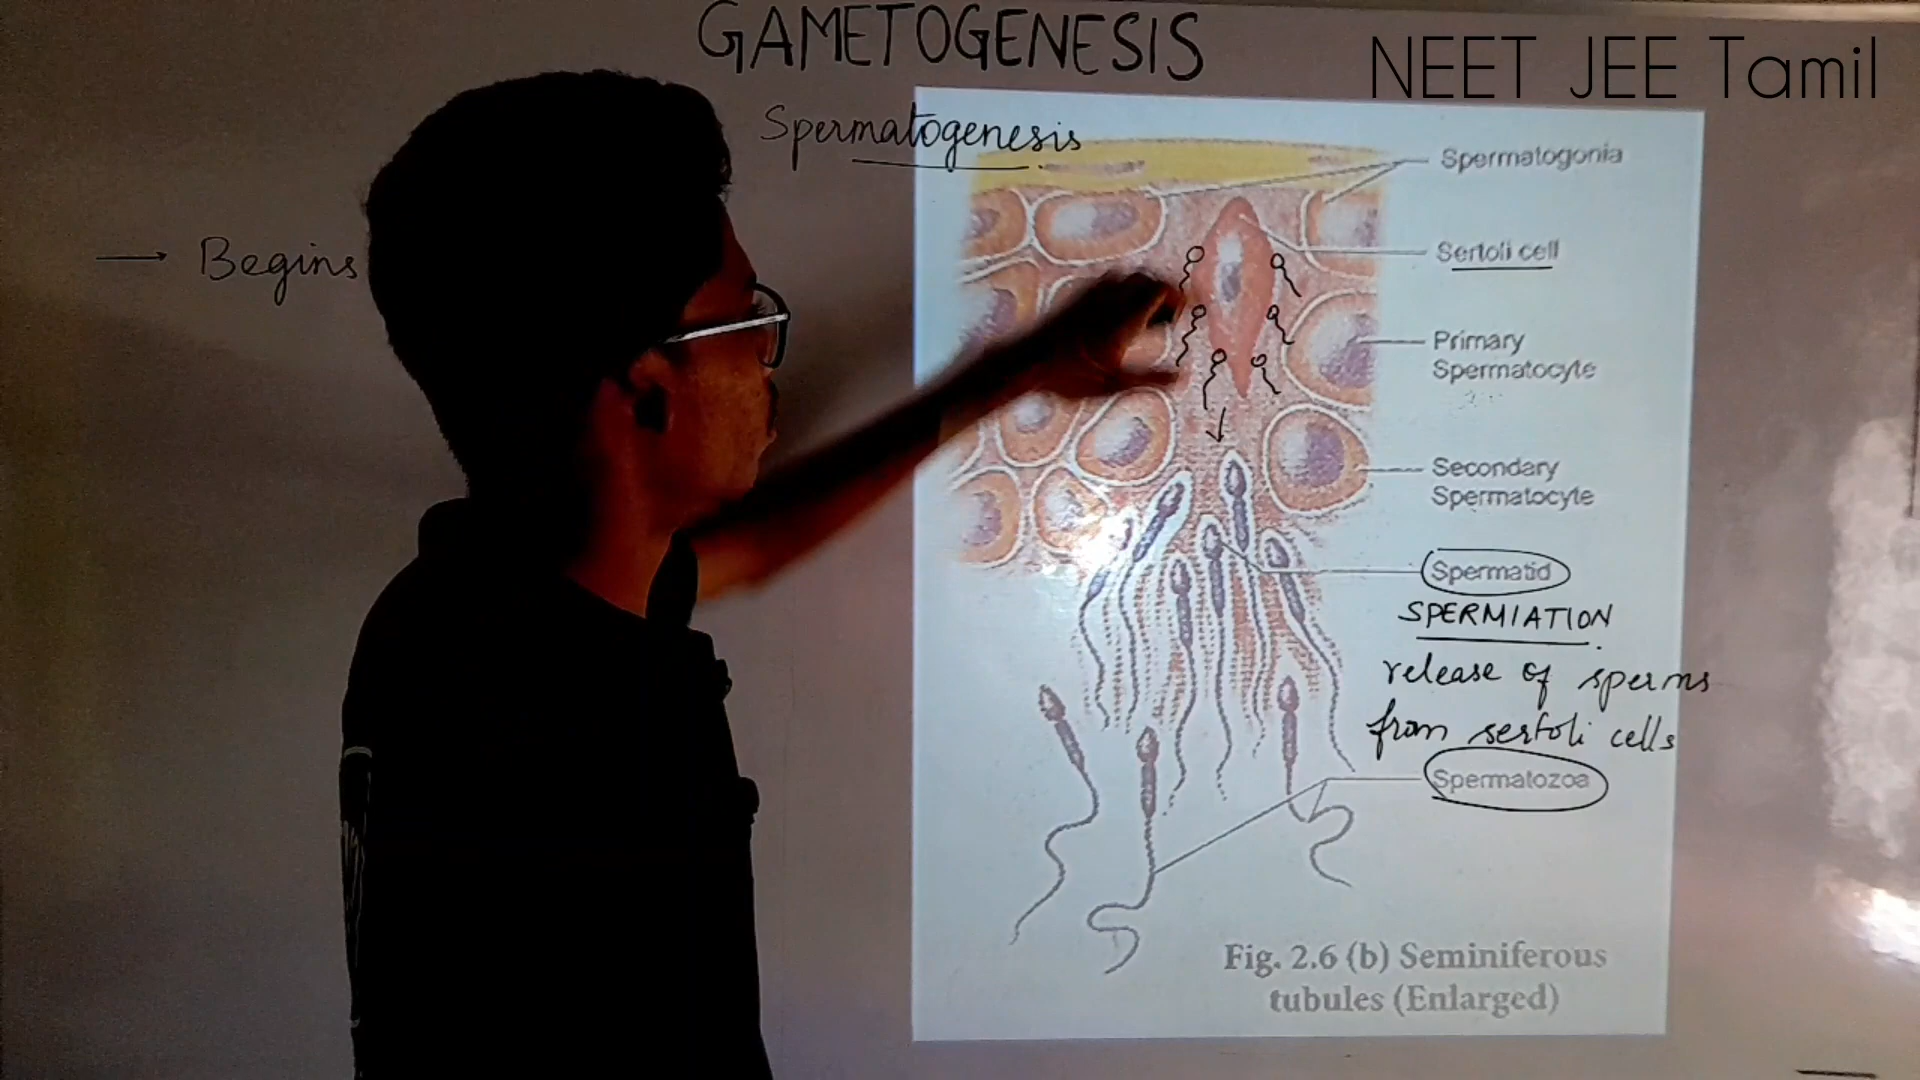 GAMETOGENESIS
NEET JEE Tamil
Spermatogenesis
→ Begins
Spermatogonia
Sertoli cell
Primary
Spermatocyte
Secondary
Spermatocyte
Spermatid
SPERMIATION
release of sperms
from sertoli cells
Spermatozoa
Fig. 2.6 (b) Seminiferous
tubules (Enlarged)